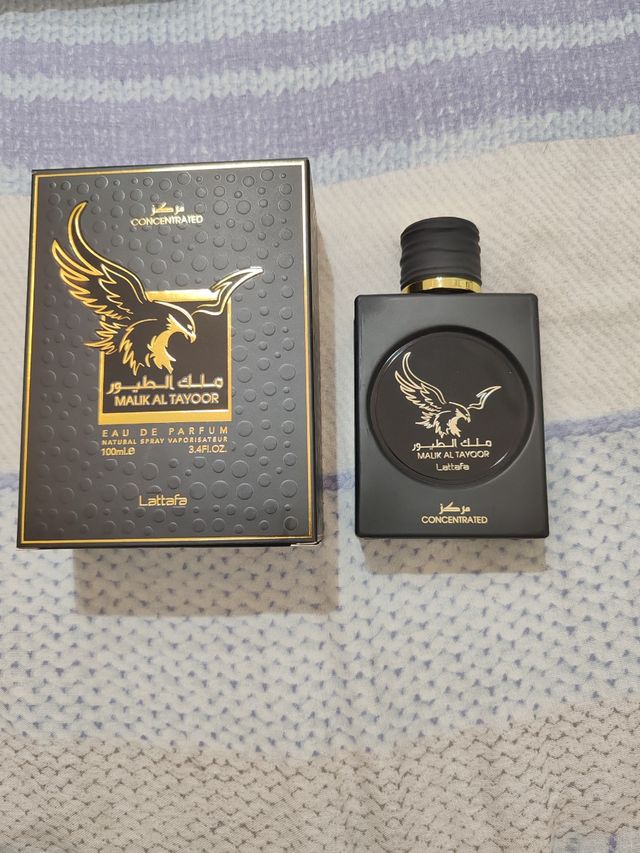 مركز
CONCENTRATED
ملك الطيور
MALIK AL TAYOOR
EAU DE PARFUM
NATURAL SPRAY VAPORISATEUR
100ml.e 3.4FI.OZ.
Lattafa
ملك الطيور
MALIK AL TAYOOR
Lattafa
مركز
CONCENTRATED